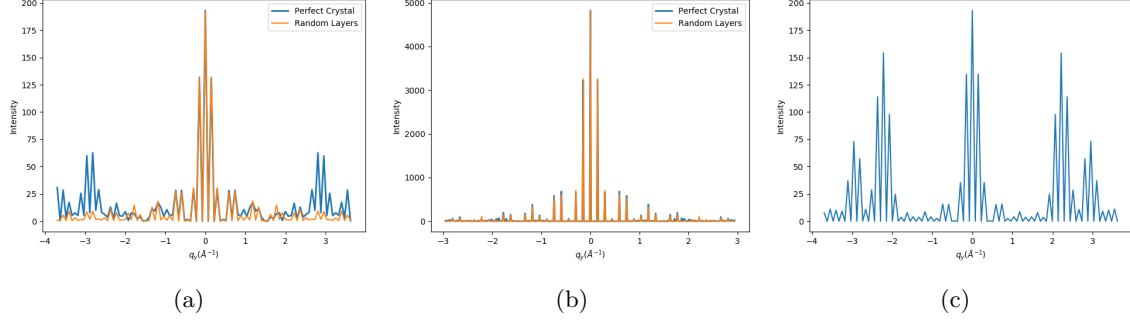 200
175
150
125
100
75
50
25
0
Intensity
−4 −3 −2 −1 0 1 2 3
qy(Å⁻¹)
Perfect Crystal
Random Layers
(a)
5000
4000
3000
2000
1000
0
Intensity
−3 −2 −1 0 1 2 3
qy(Å⁻¹)
Perfect Crystal
Random Layers
(b)
200
175
150
125
100
75
50
25
0
Intensity
−4 −3 −2 −1 0 1 2 3
qy(Å⁻¹)
(c)